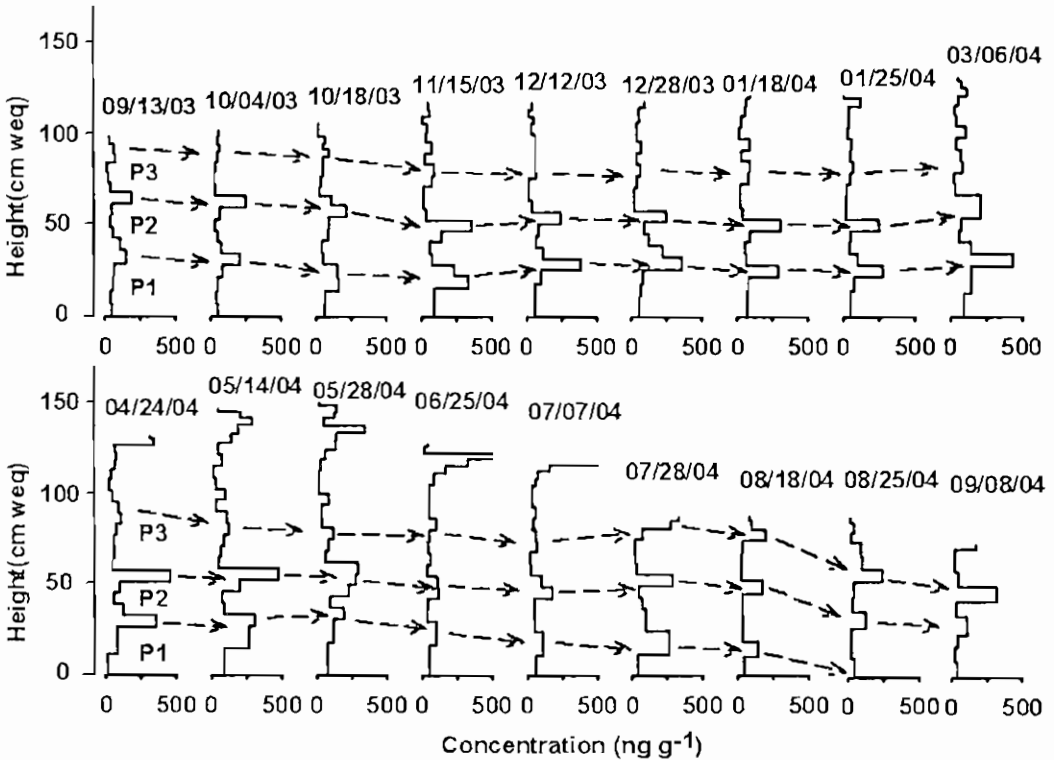 150
03/06/04
11/15/03 12/12/03 12/28/03 01/18/04 01/25/04
09/13/03 10/04/03 10/18/03
100
P3
Height(cm weq)
P2
50
P1
0
0 500 0 500 0 500 0 500 0 500 0 500 0 500 0 500 0 500
05/14/04 05/28/04
150
04/24/04 06/25/04 07/07/04
07/28/04 08/18/04 08/25/04 09/08/04
100
P3
Height(cm weq)
50
P2
P1
0
0 500 0 500 0 500 0 500 0 500 0 500 0 500 0 500 0 500
Concentration (ng g-1)